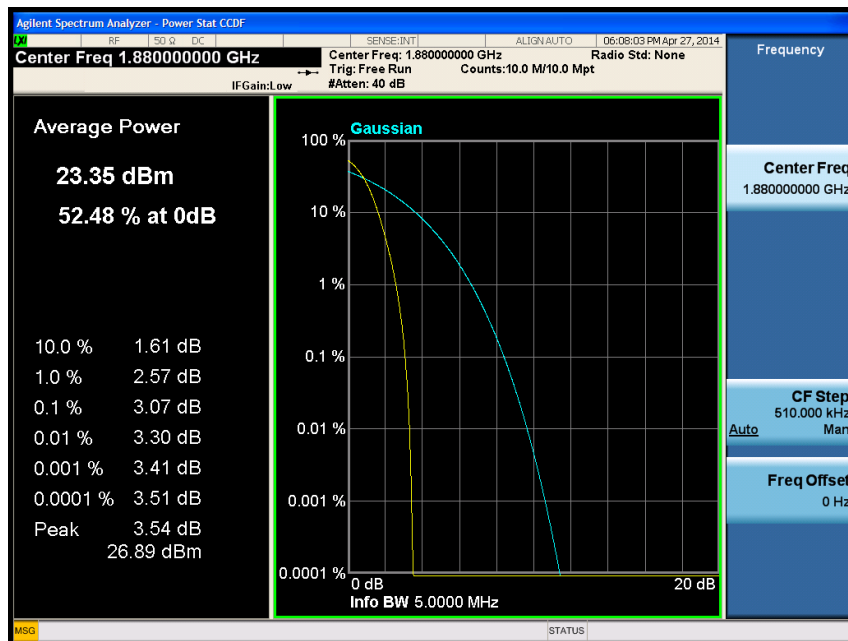 Agilent Spectrum Analyzer - Power Stat CCDF
LXI RF 50 Ω DC SENSE:INT ALIGN AUTO 06:08:03 PM Apr 27, 2014
Center Freq 1.880000000 GHz
Center Freq: 1.880000000 GHz Radio Std: None
Trig: Free Run Counts:10.0 M/10.0 Mpt
IFGain:Low #Atten: 40 dB
Average Power
23.35 dBm
52.48 % at 0dB
10.0 % 1.61 dB
1.0 % 2.57 dB
0.1 % 3.07 dB
0.01 % 3.30 dB
0.001 % 3.41 dB
0.0001 % 3.51 dB
Peak 3.54 dB
26.89 dBm
Gaussian
100 %
10 %
1 %
0.1 %
0.01 %
0.001 %
0.0001 %
0 dB 20 dB
Info BW 5.0000 MHz
Frequency
Center Freq
1.880000000 GHz
CF Step
510.000 kHz
Auto Man
Freq Offset
0 Hz
MSG STATUS